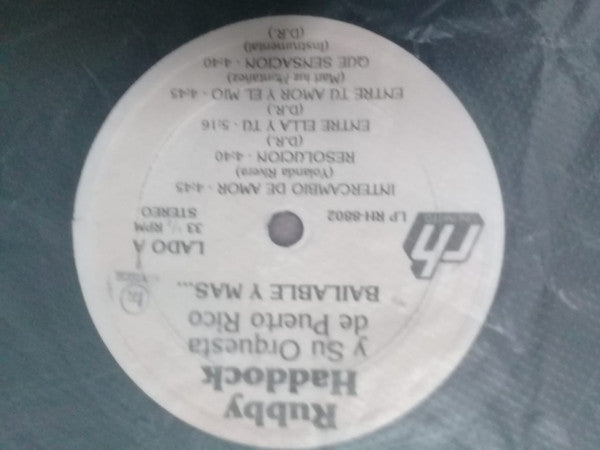 Rubby
Haddock
y Su Orquesta
de Puerto Rico
BAILABLE Y MAS...
rh
LP RH-8802
LADO A
33 ⅓ RPM
STEREO
INTERCAMBIO DE AMOR - 4:45
(Yolanda Rivera)
RESOLUCION - 4:40
(D.R.)
ENTRE ELLA Y TU - 5:16
(D.R.)
ENTRE TU AMOR Y EL MIO - 4:45
(Mari luz Montañez)
QUE SENSACION - 4:40
(Instrumental)
(D.R.)